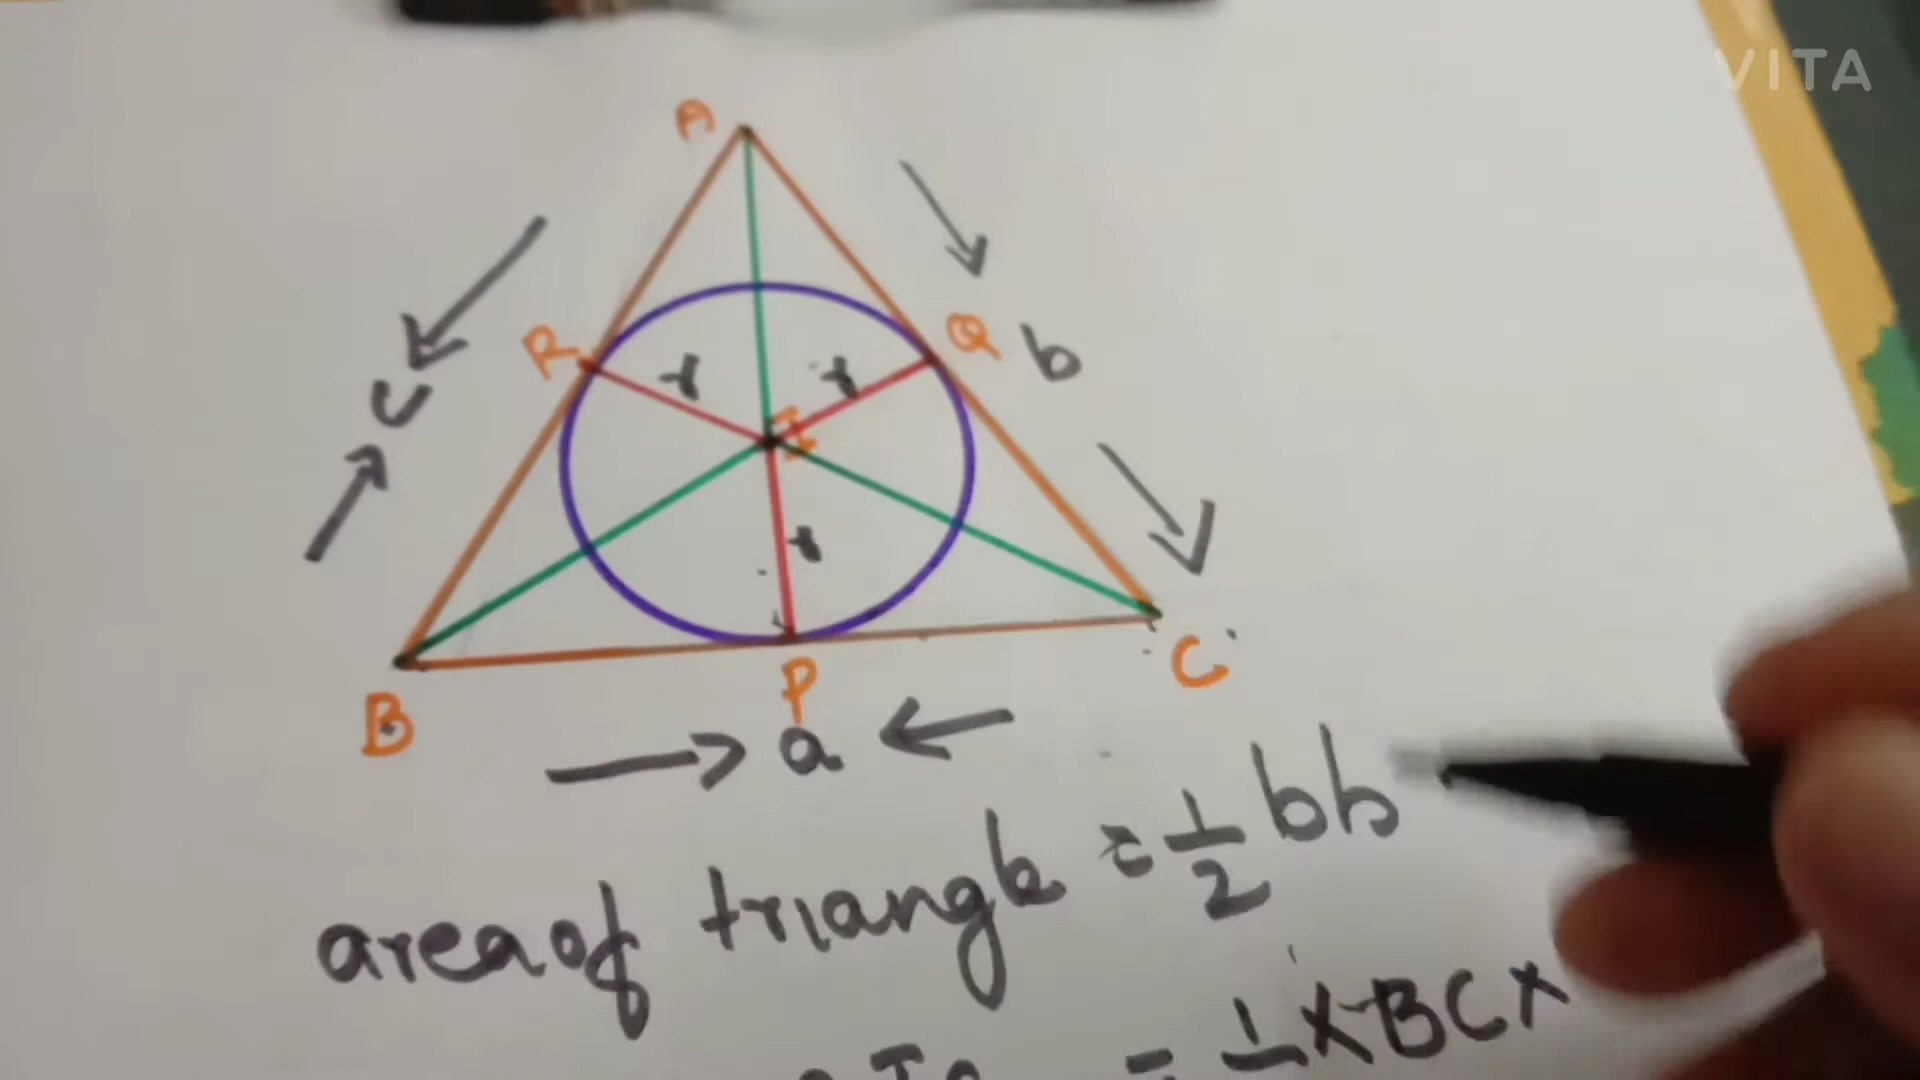 VITA
A
R
r
r
Q
b
c
I
r
B
P
C
a
area of triangle = 1/2 bh
= 1/2 × BC ×